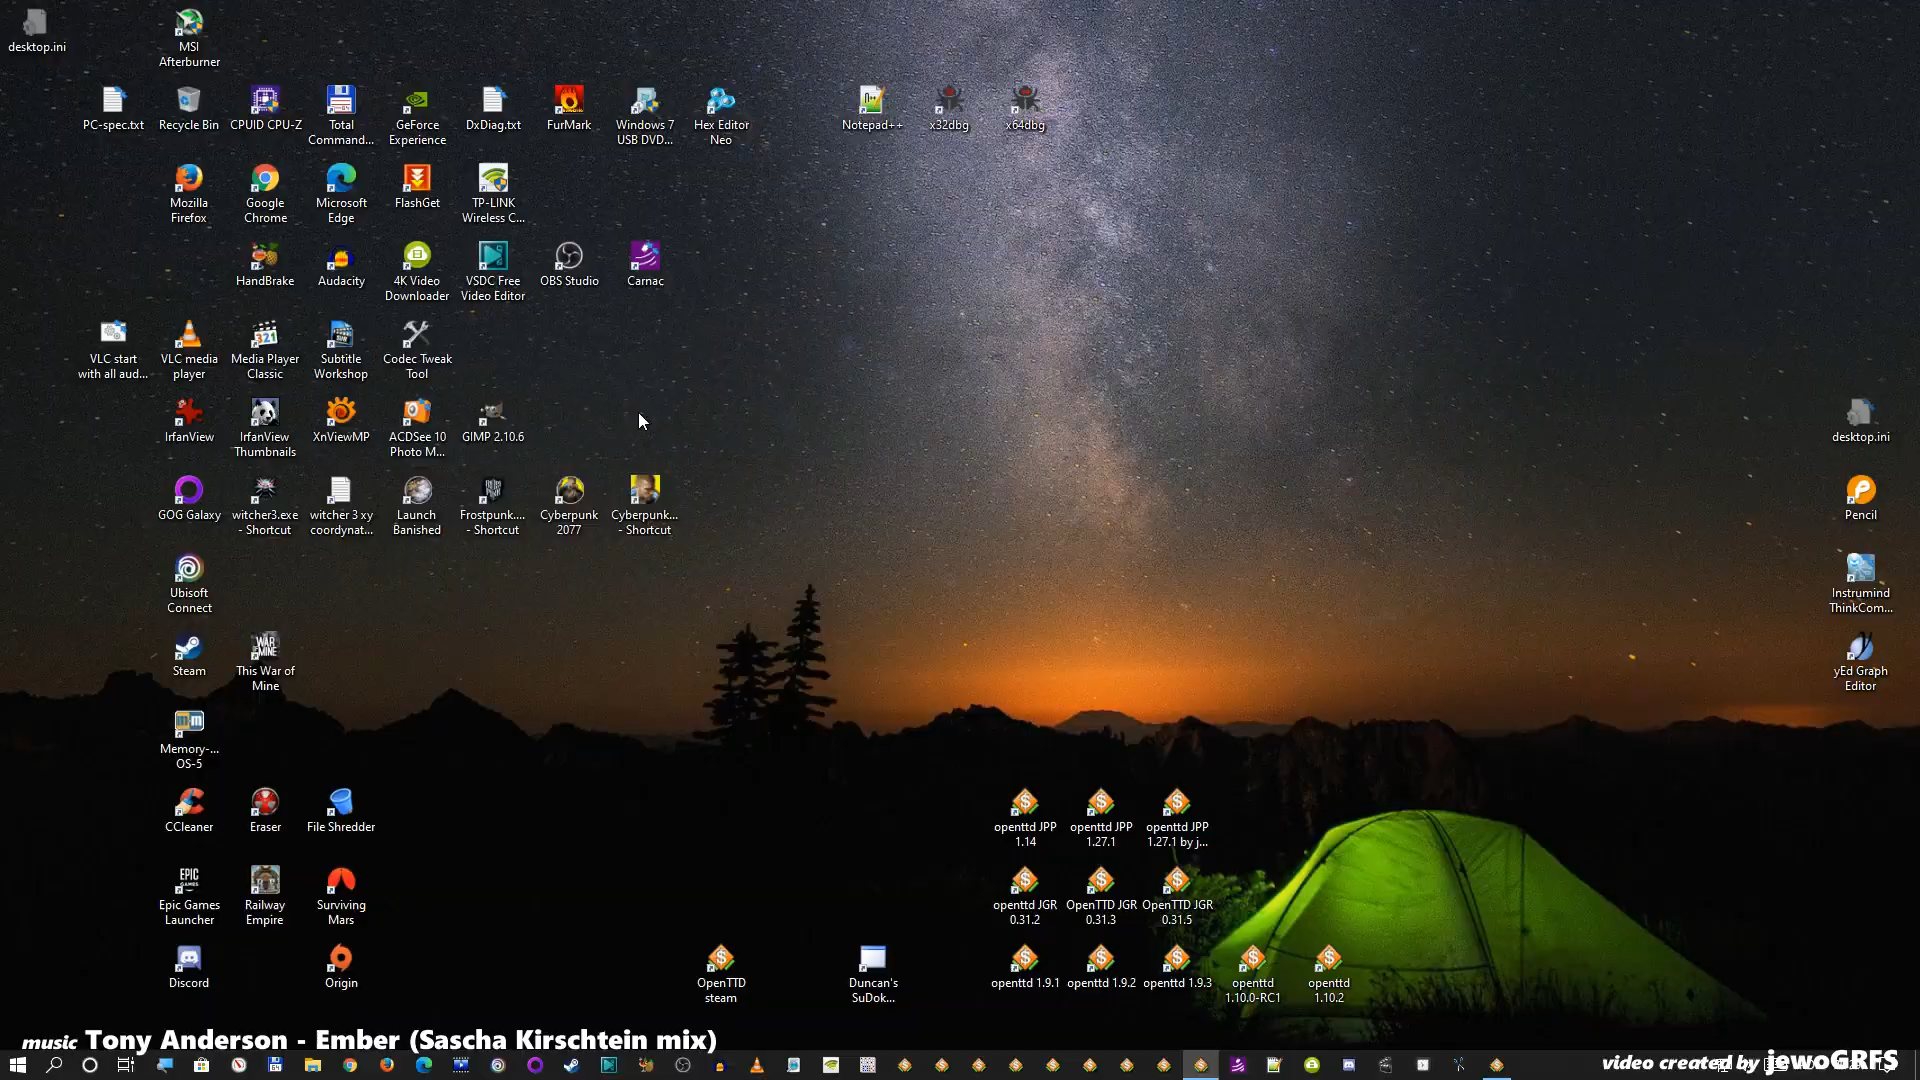 desktop.ini
MSI
Afterburner
PC-spec.txt
Recycle Bin
CPUID CPU-Z
Total
Command...
GeForce
Experience
DxDiag.txt
FurMark
Windows 7
USB DVD...
Hex Editor
Neo
Notepad++
x32dbg
x64dbg
Mozilla
Firefox
Google
Chrome
Microsoft
Edge
FlashGet
TP-LINK
Wireless C...
HandBrake
Audacity
4K Video
Downloader
VSDC Free
Video Editor
OBS Studio
Carnac
VLC start
with all aud...
VLC media
player
321
Media Player
Classic
Subtitle
Workshop
Codec Tweak
Tool
IrfanView
IrfanView
Thumbnails
XnViewMP
ACDSee 10
Photo M...
GIMP 2.10.6
desktop.ini
GOG Galaxy
witcher3.exe
- Shortcut
witcher 3 xy
coordynat...
Launch
Banished
Frostpunk....
- Shortcut
Cyberpunk
2077
Cyberpunk...
- Shortcut
Pencil
Ubisoft
Connect
Instrumind
ThinkCom...
Steam
WAR
MINE
This War of
Mine
yEd Graph
Editor
Memory-...
OS-5
CCleaner
Eraser
File Shredder
openttd JPP
1.14
openttd JPP
1.27.1
openttd JPP
1.27.1 by j...
EPIC
GAMES
Epic Games
Launcher
Railway
Empire
Surviving
Mars
openttd JGR
0.31.2
OpenTTD JGR
0.31.3
OpenTTD JGR
0.31.5
Discord
Origin
OpenTTD
steam
Duncan's
SuDok...
openttd 1.9.1
openttd 1.9.2
openttd 1.9.3
openttd
1.10.0-RC1
openttd
1.10.2
music Tony Anderson - Ember (Sascha Kirschtein mix)
video created by jewoGRFS